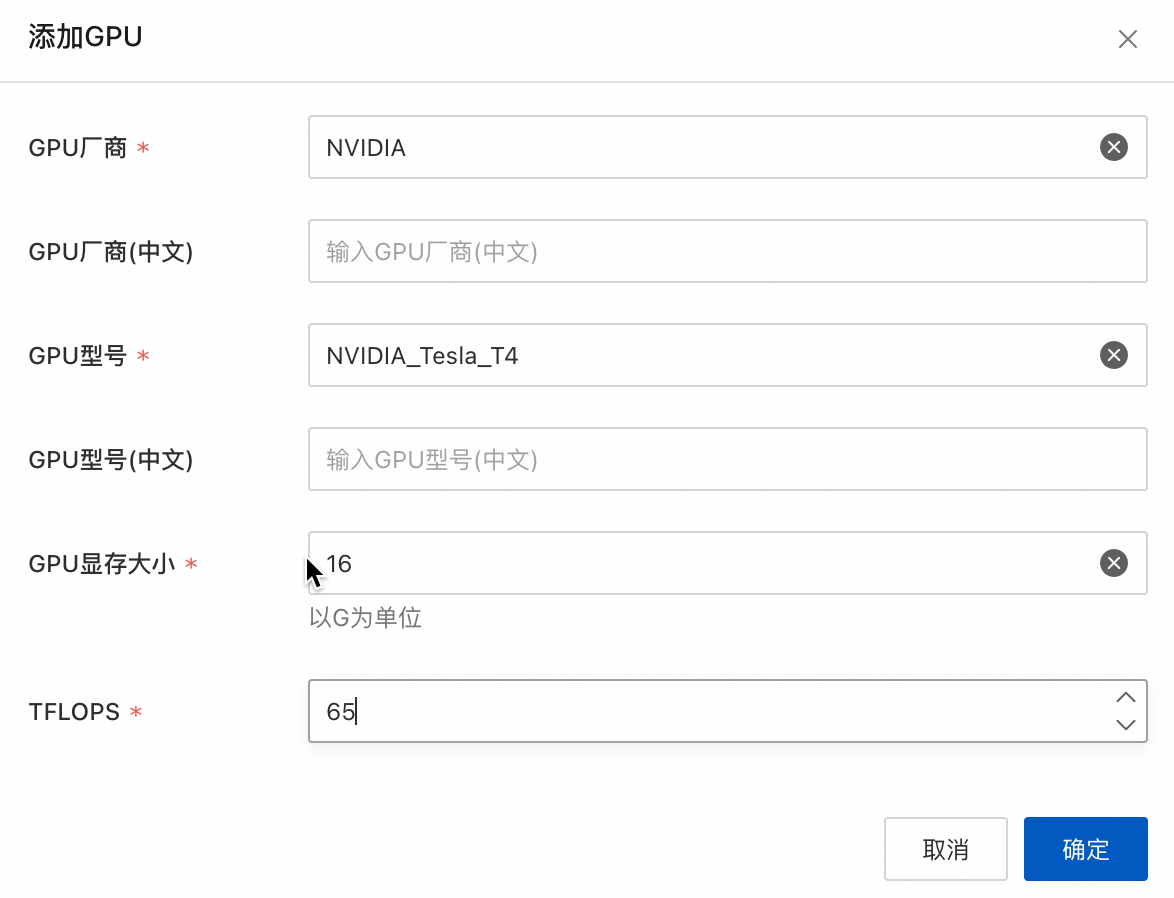 添加GPU
GPU厂商 *
NVIDIA
GPU厂商(中文)
输入GPU厂商(中文)
GPU型号 *
NVIDIA_Tesla_T4
GPU型号(中文)
输入GPU型号(中文)
GPU显存大小 *
16
以G为单位
TFLOPS *
65
取消
确定